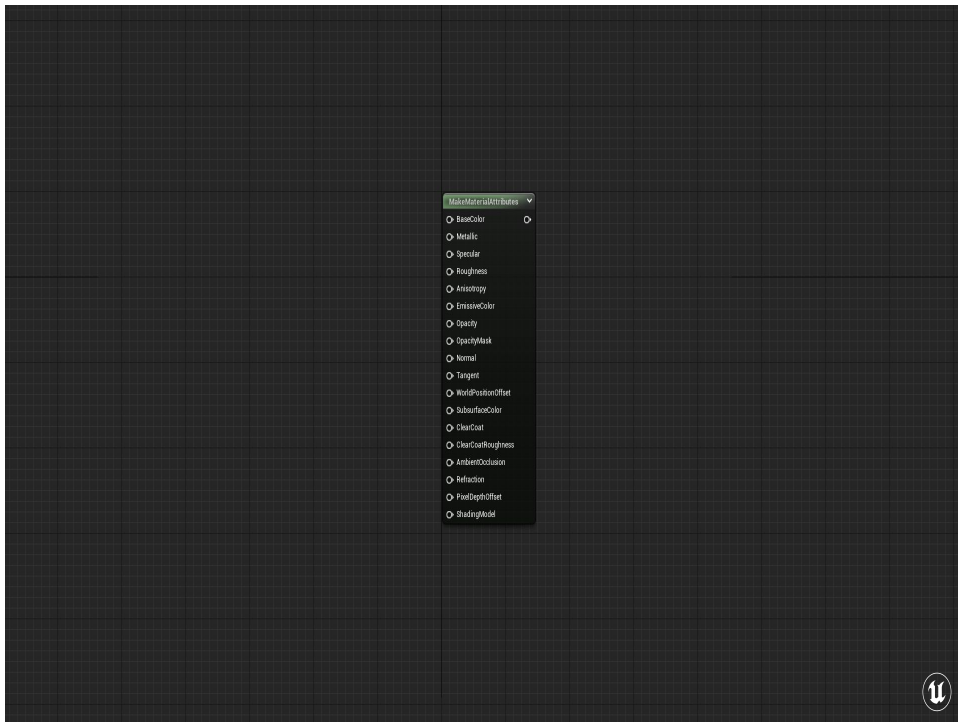 MakeMaterialAttributes
BaseColor
Metallic
Specular
Roughness
Anisotropy
EmissiveColor
Opacity
OpacityMask
Normal
Tangent
WorldPositionOffset
SubsurfaceColor
ClearCoat
ClearCoatRoughness
AmbientOcclusion
Refraction
PixelDepthOffset
ShadingModel